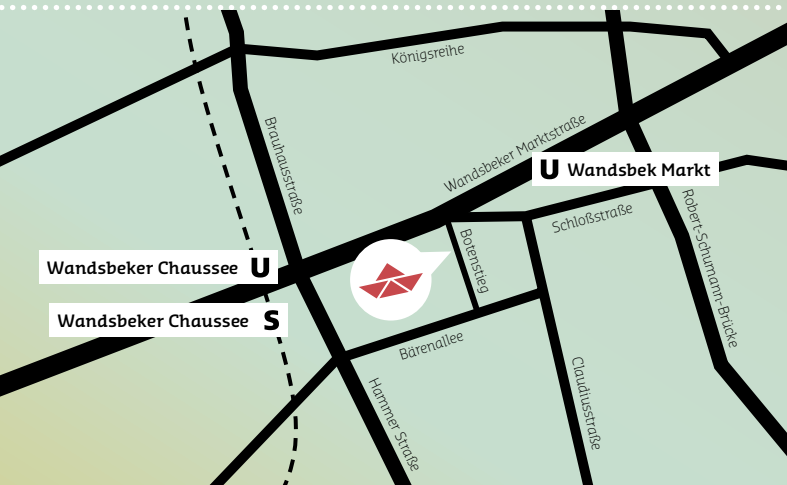 Königsreihe
Brauhausstraße
Wandsbeker Marktstraße
U Wandsbek Markt
Schloßstraße
Robert-Schumann-Brücke
Botenstieg
Wandsbeker Chaussee U
Wandsbeker Chaussee S
Bärenallee
Hammer Straße
Claudiusstraße